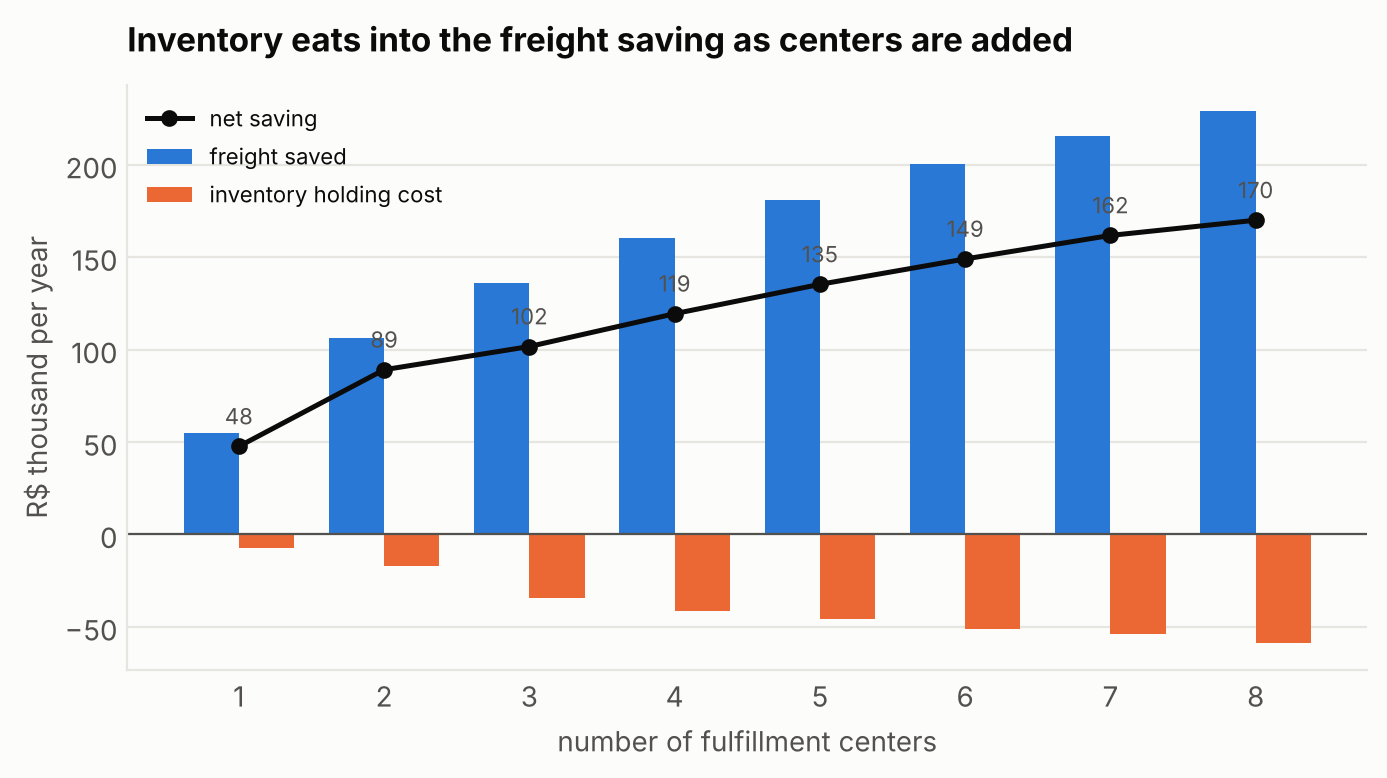 Inventory eats into the freight saving as centers are added
net saving
freight saved
inventory holding cost
R$ thousand per year
200
150
100
50
0
−50
48
89
102
119
135
149
162
170
1 2 3 4 5 6 7 8
number of fulfillment centers